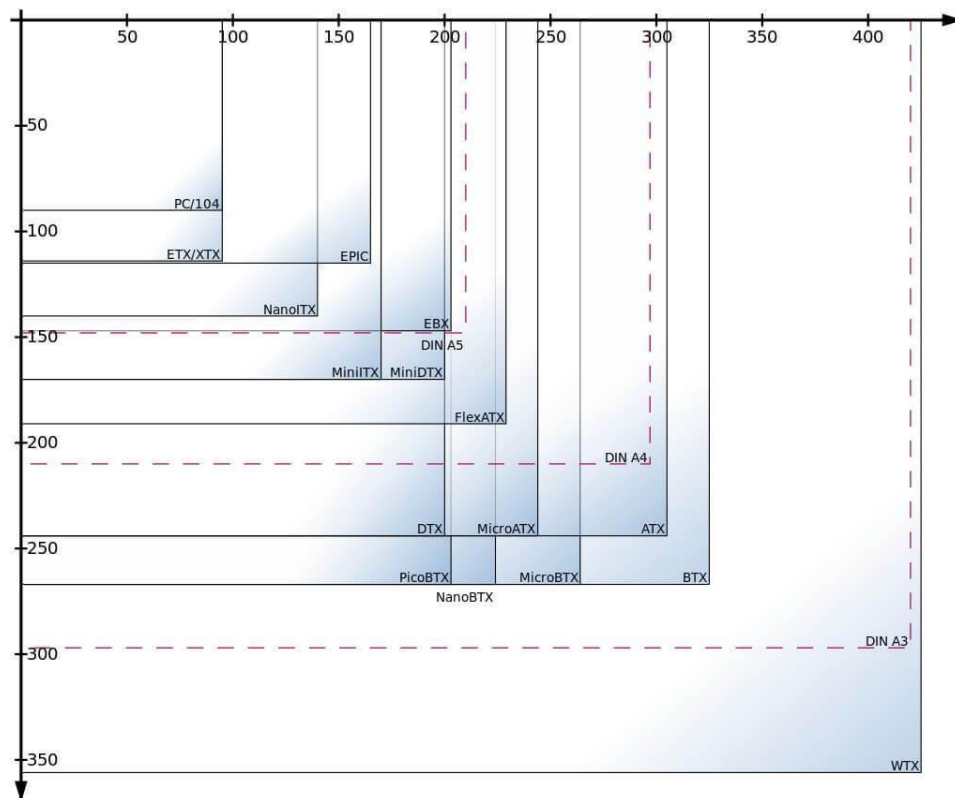 50 100 150 200 250 300 350 400
50
PC/104
100
ETX/XTX EPIC
NanoITX
EBX
150
DIN A5
MiniITX MiniDTX
FlexATX
200
DIN A4
DTX MicroATX ATX
250
PicoBTX MicroBTX BTX
NanoBTX
DIN A3
300
350
WTX